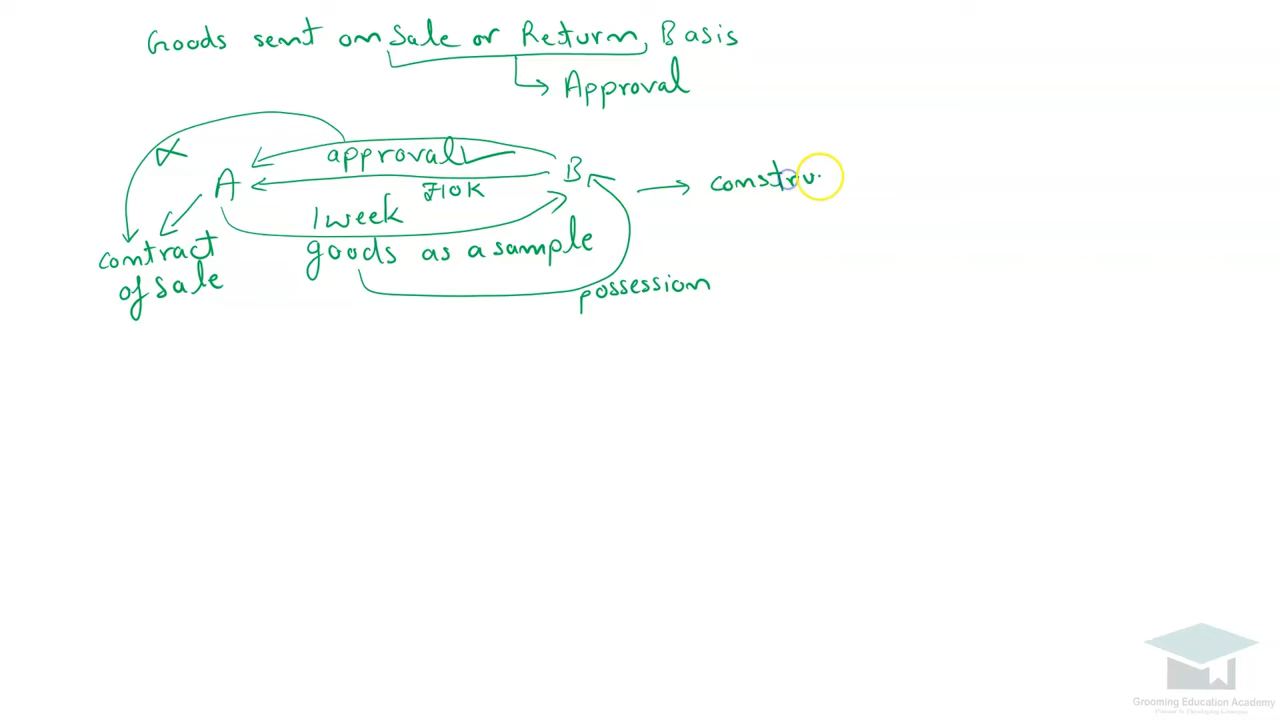 Goods sent on Sale or Return, Basis
Approval
approval
A
B
₹10K
constru
1 week
contract
of sale
goods as a sample
possession
Grooming Education Academy